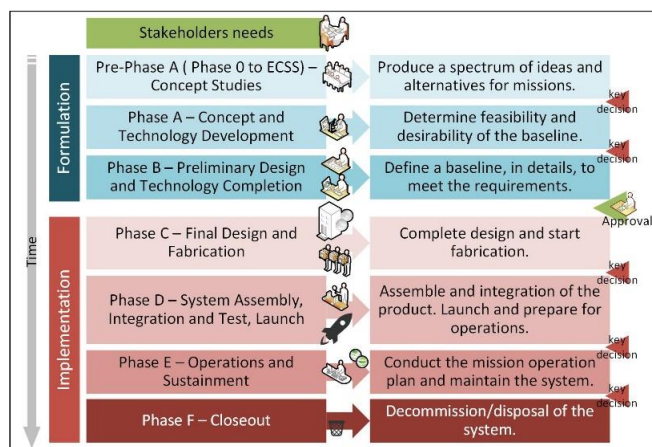 Stakeholders needs
Time
Formulation
Pre-Phase A ( Phase 0 to ECSS) –
Concept Studies
Produce a spectrum of ideas and
alternatives for missions.
key
decision
Phase A – Concept and
Technology Development
Determine feasibility and
desirability of the baseline.
key
decision
Phase B – Preliminary Design
and Technology Completion
Define a baseline, in details, to
meet the requirements.
Approval
Implementation
Phase C – Final Design and
Fabrication
Complete design and start
fabrication.
key
decision
Phase D – System Assembly,
Integration and Test, Launch
Assemble and integration of the
product. Launch and prepare for
operations.
key
decision
Phase E – Operations and
Sustainment
Conduct the mission operation
plan and maintain the system.
key
decision
Phase F – Closeout
Decommission/disposal of the
system.